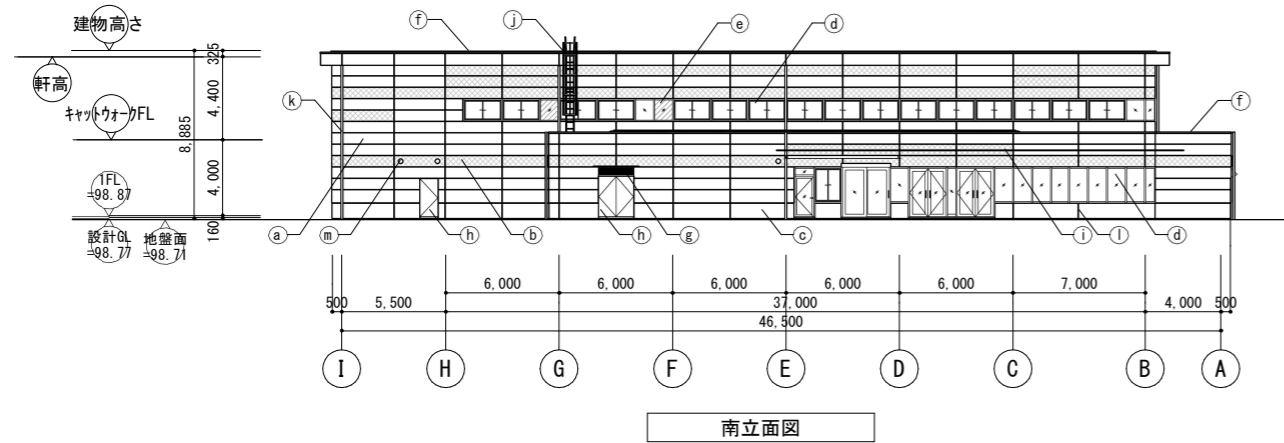 建物高さ
軒高
キャットウォークFL
1FL
=98.87
設計GL
=98.77
地盤面
=98.71
325
4,400
8,885
4,000
160
f
j
e
d
k
f
a
m
h
b
h
g
c
i
l
d
6,000
6,000
6,000
6,000
6,000
7,000
500
5,500
37,000
4,000
500
46,500
I
H
G
F
E
D
C
B
A
南立面図